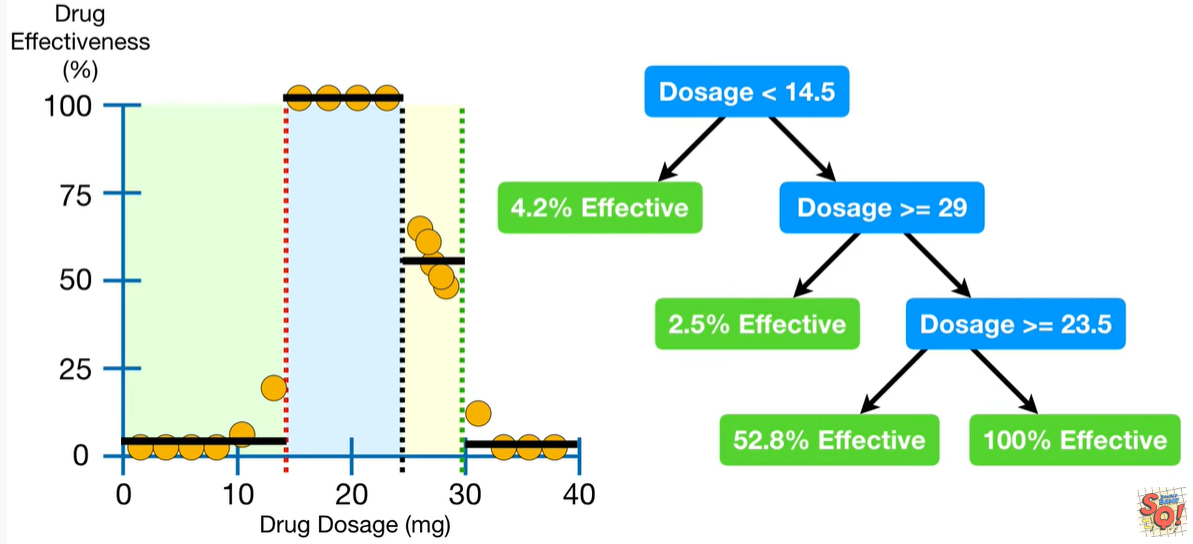 Drug
Effectiveness
(%)
100
75
50
25
0
0 10 20 30 40
Drug Dosage (mg)
Dosage < 14.5
4.2% Effective
Dosage >= 29
2.5% Effective
Dosage >= 23.5
52.8% Effective
100% Effective
SQ!